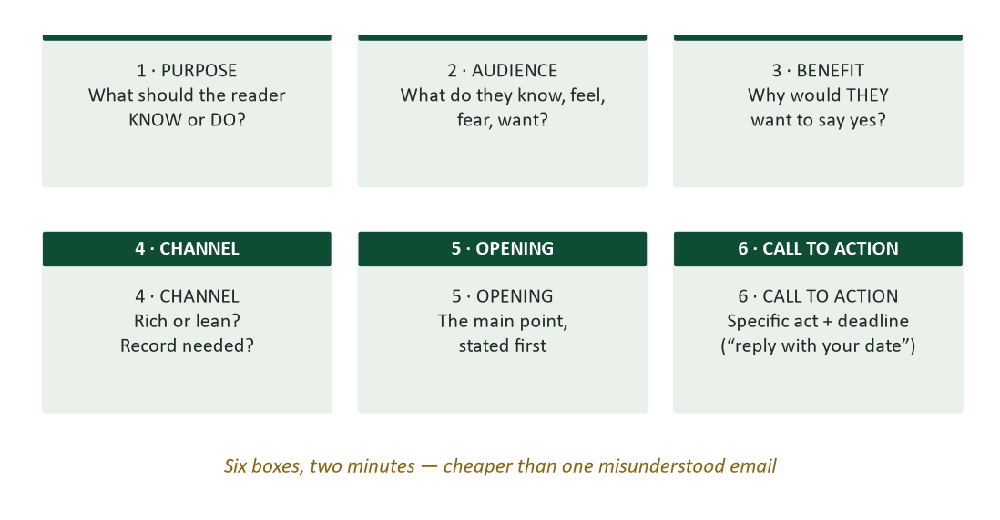 1 · PURPOSE
What should the reader
KNOW or DO?
2 · AUDIENCE
What do they know, feel,
fear, want?
3 · BENEFIT
Why would THEY
want to say yes?
4 · CHANNEL
4 · CHANNEL
Rich or lean?
Record needed?
5 · OPENING
5 · OPENING
The main point,
stated first
6 · CALL TO ACTION
6 · CALL TO ACTION
Specific act + deadline
(“reply with your date”)
Six boxes, two minutes — cheaper than one misunderstood email